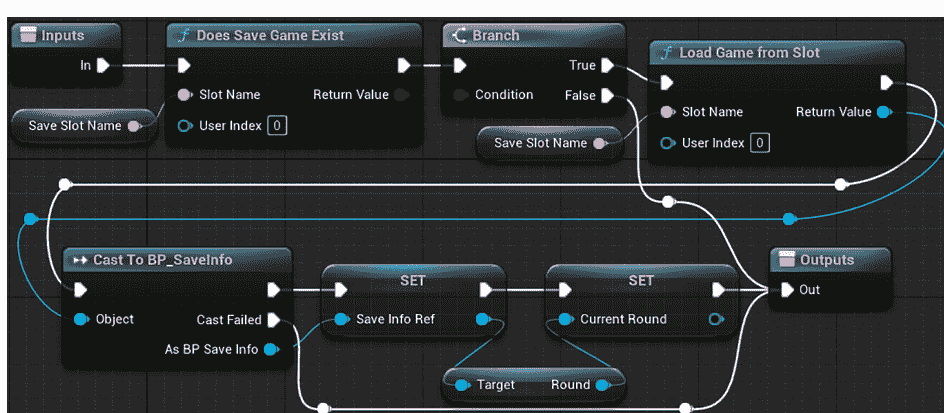 Inputs
In
Does Save Game Exist
Slot Name
Return Value
User Index 0
Save Slot Name
Branch
True
Condition
False
Save Slot Name
Load Game from Slot
Slot Name
Return Value
User Index 0
Cast To BP_SaveInfo
Object
Cast Failed
As BP Save Info
SET
Save Info Ref
SET
Current Round
Target Round
Outputs
Out